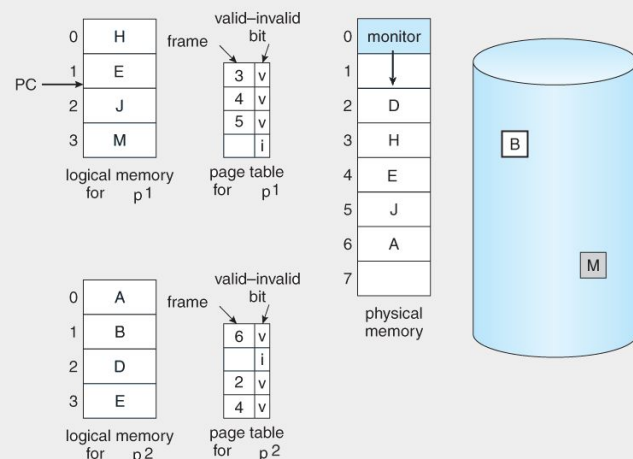 valid–invalid
bit
frame
0 H
1 E
2 J
3 M
PC
3 v
4 v
5 v
i
logical memory
for p1
page table
for p1
0 monitor
1
2 D
3 H
4 E
5 J
6 A
7
physical
memory
B
M
valid–invalid
bit
frame
0 A
1 B
2 D
3 E
6 v
i
2 v
4 v
logical memory
for p2
page table
for p2